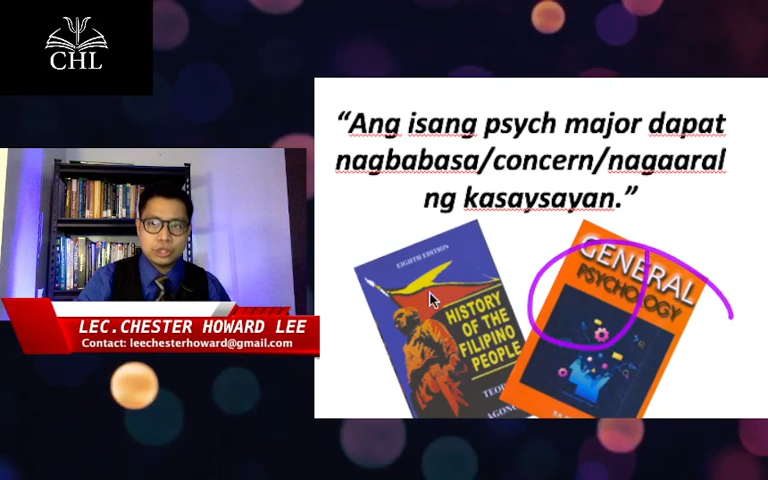 CHL
“Ang isang psych major dapat
nagbabasa/concern/nagaaral
ng kasaysayan.”
EIGHTH EDITION
HISTORY
OF THE
FILIPINO
PEOPLE
GENERAL
PSYCHOLOGY
LEC.CHESTER HOWARD LEE
Contact: leechesterhoward@gmail.com